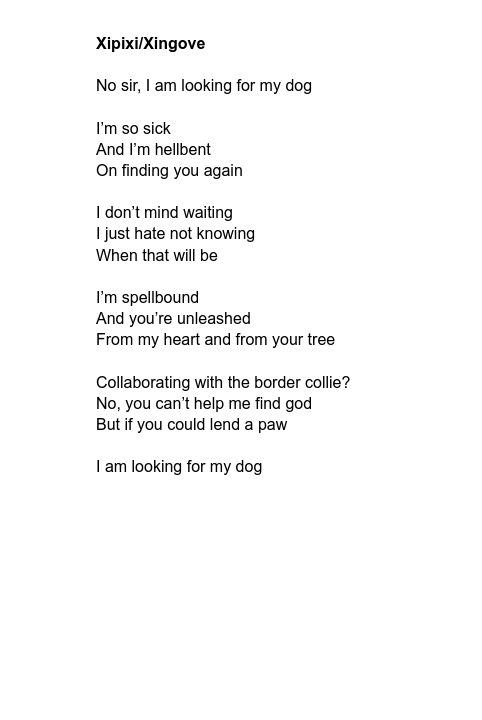 Xipixi/Xingove
No sir, I am looking for my dog
I’m so sick
And I’m hellbent
On finding you again
I don’t mind waiting
I just hate not knowing
When that will be
I’m spellbound
And you’re unleashed
From my heart and from your tree
Collaborating with the border collie?
No, you can’t help me find god
But if you could lend a paw
I am looking for my dog